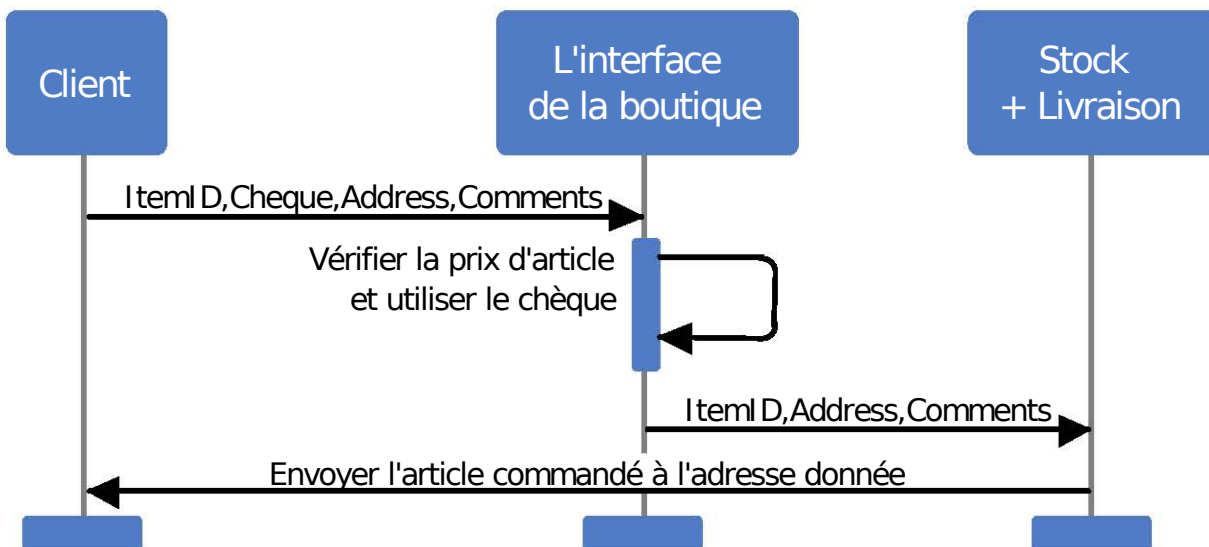 Client
L'interface
de la boutique
Stock
+ Livraison
ItemID,Cheque,Address,Comments
Vérifier la prix d'article
et utiliser le chèque
ItemID,Address,Comments
Envoyer l'article commandé à l'adresse donnée